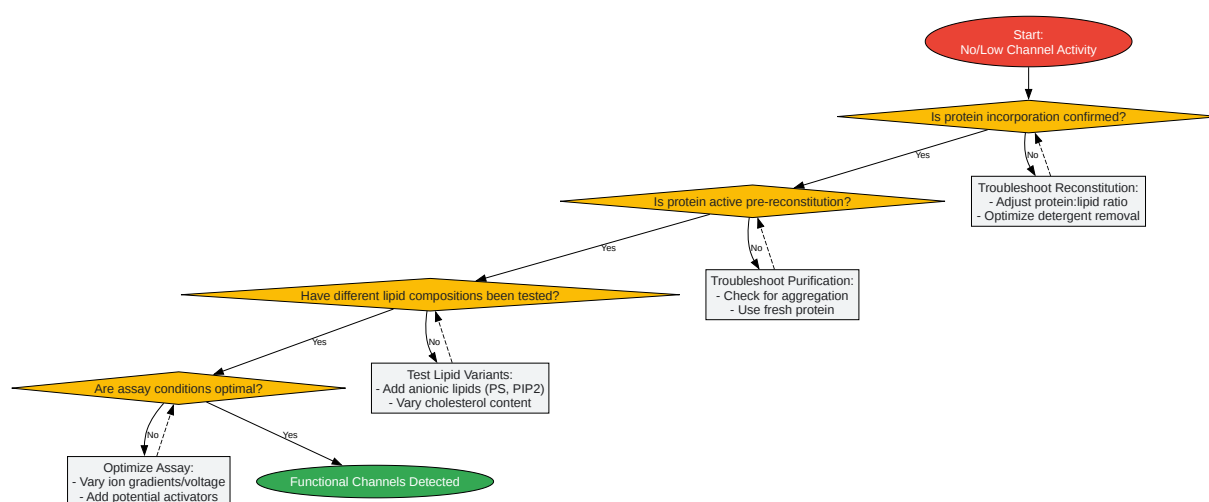 Start:
No/Low Channel Activity
Is protein incorporation confirmed?
Yes
No
Troubleshoot Reconstitution:
- Adjust protein:lipid ratio
- Optimize detergent removal
Is protein active pre-reconstitution?
Yes
No
Troubleshoot Purification:
- Check for aggregation
- Use fresh protein
Have different lipid compositions been tested?
Yes
No
Test Lipid Variants:
- Add anionic lipids (PS, PIP2)
- Vary cholesterol content
Are assay conditions optimal?
No
Yes
Optimize Assay:
- Vary ion gradients/voltage
- Add potential activators
Functional Channels Detected